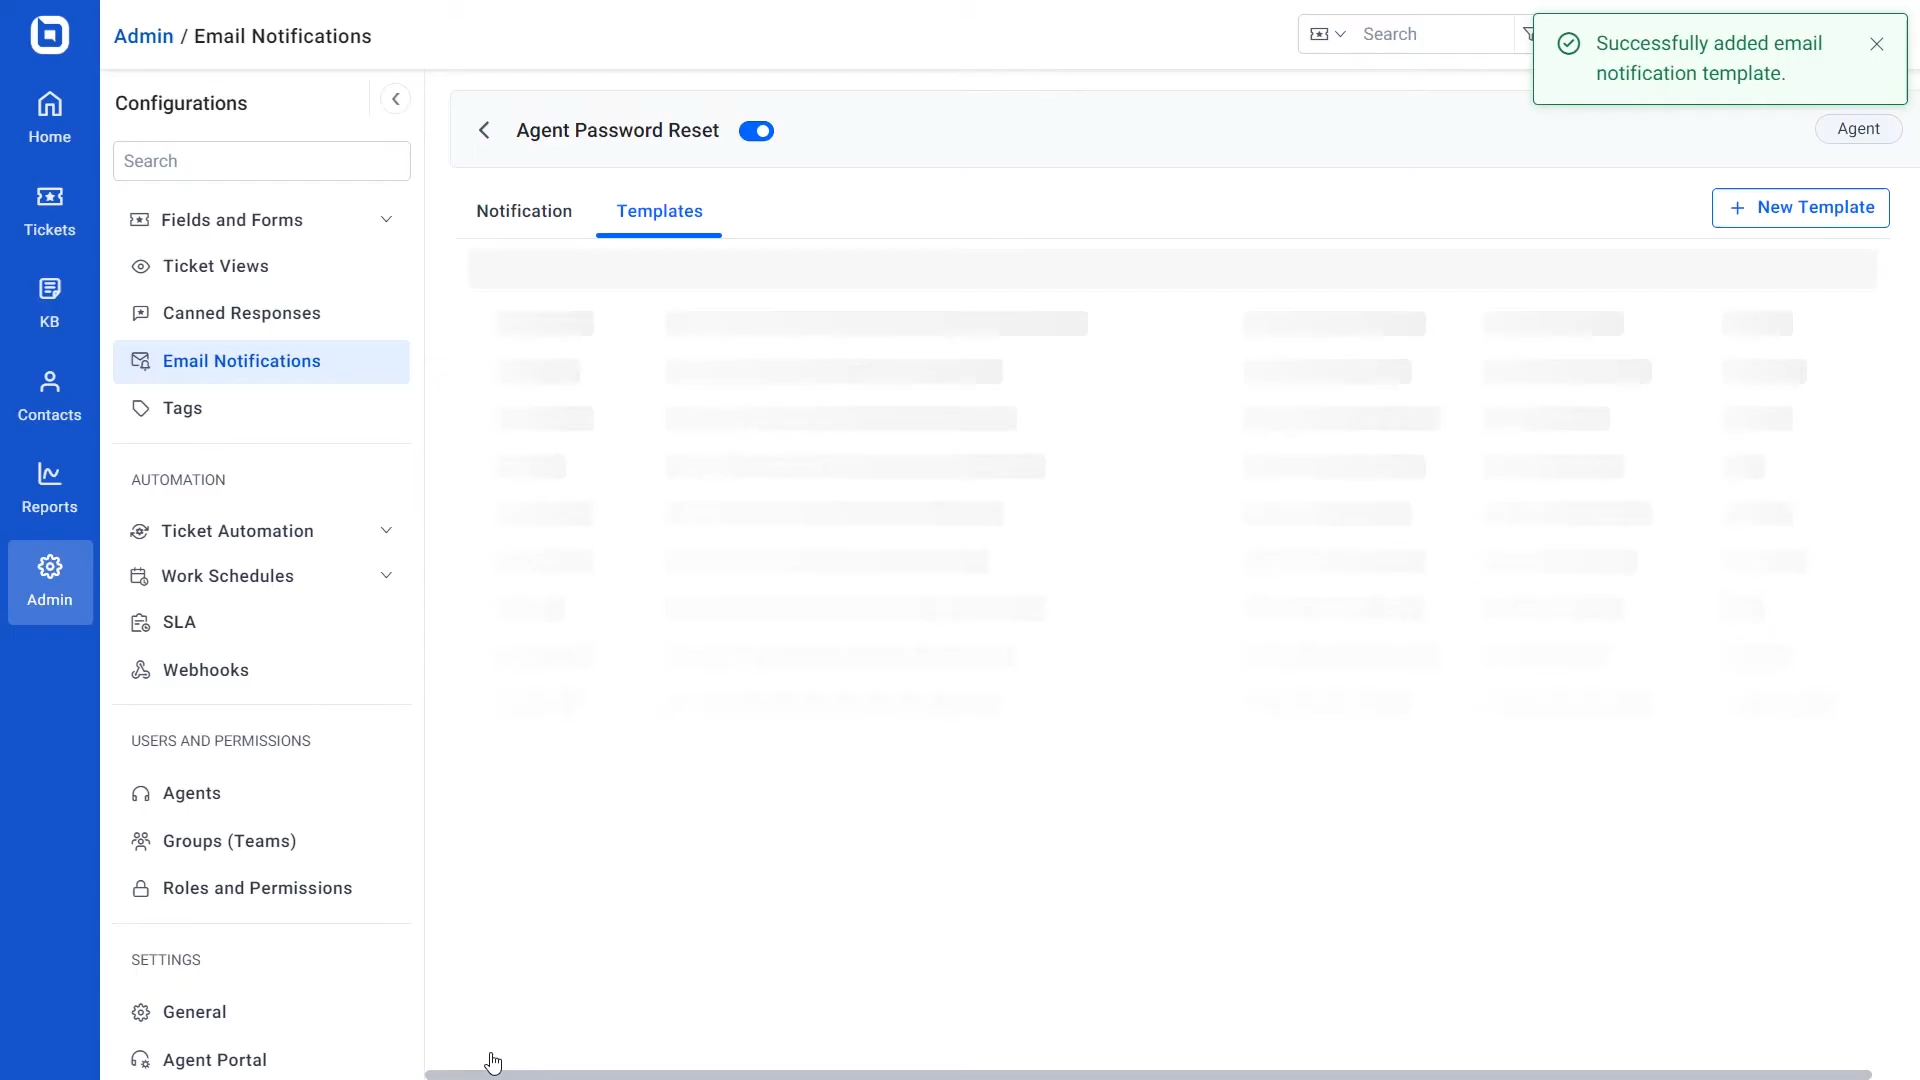 Admin / Email Notifications
Search
Successfully added email
notification template.
Home
Tickets
KB
Contacts
Reports
Admin
Configurations
Search
Fields and Forms
Ticket Views
Canned Responses
Email Notifications
Tags
AUTOMATION
Ticket Automation
Work Schedules
SLA
Webhooks
USERS AND PERMISSIONS
Agents
Groups (Teams)
Roles and Permissions
SETTINGS
General
Agent Portal
Agent Password Reset
Agent
Notification
Templates
New Template